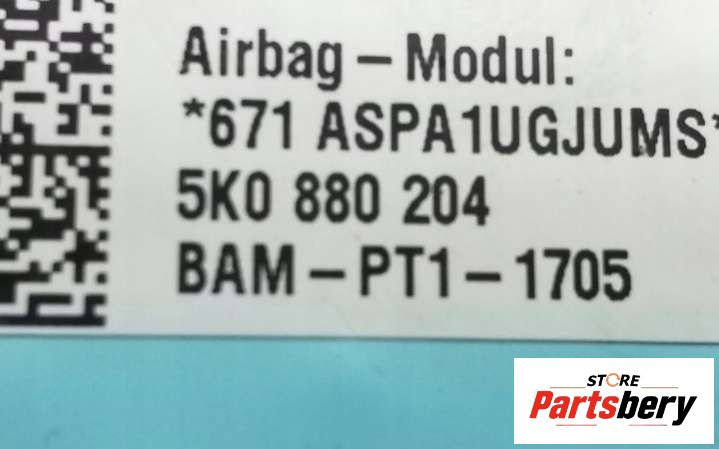 Airbag – Modul:
*671 ASPA1UGJUMS*
5K0 880 204
BAM – PT1 – 1705
STORE
Partsbery